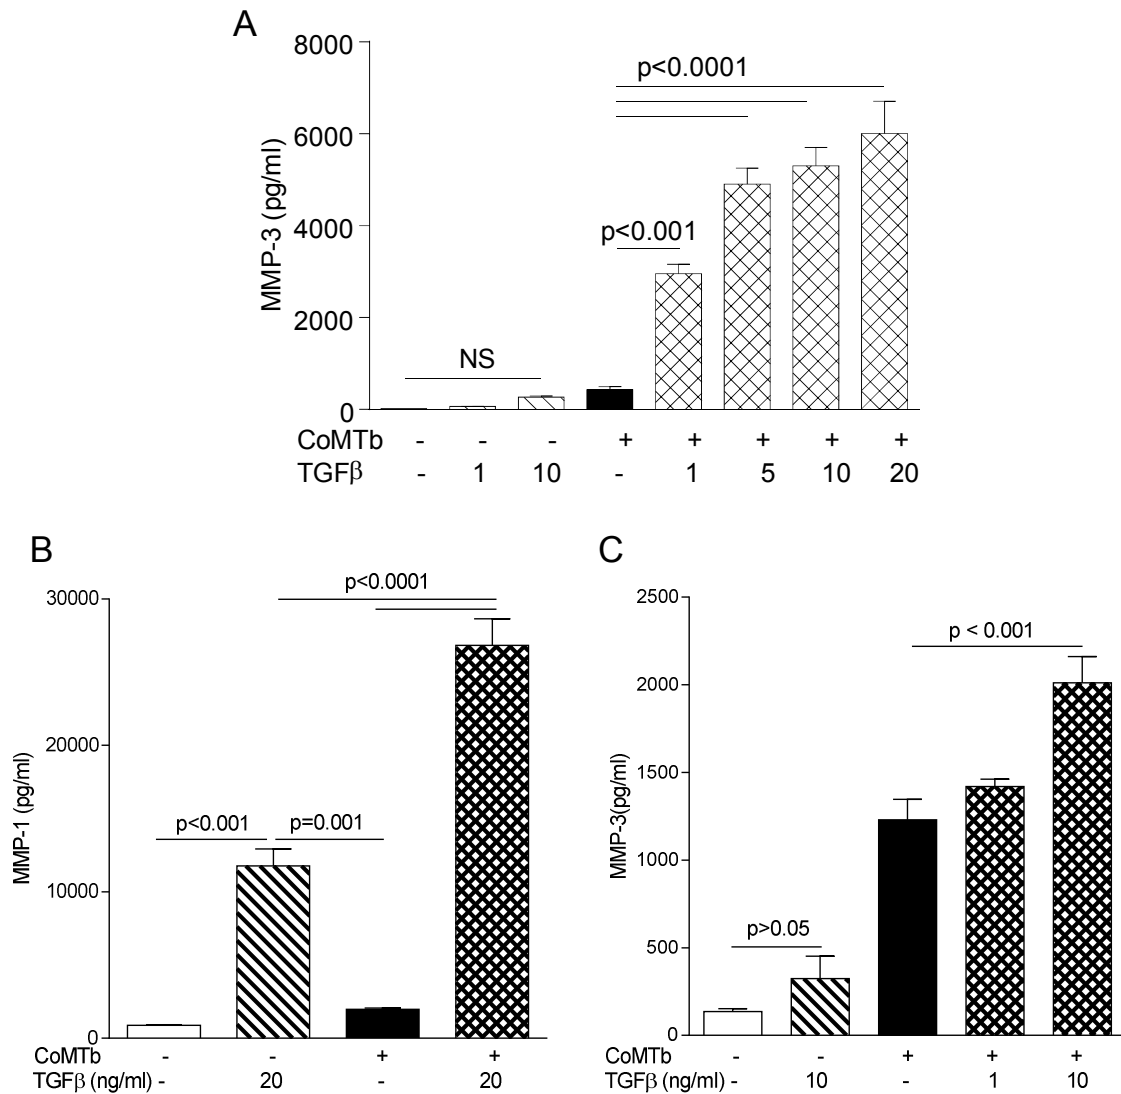 A
8000
p<0.0001
6000
MMP-3 (pg/ml)
4000
p<0.001
2000
NS
0
CoMTb - - - + + + + +
TGFβ - 1 10 - 1 5 10 20
B
p<0.0001
30000
20000
MMP-1 (pg/ml)
p<0.001 p=0.001
10000
0
CoMTb - - + +
TGFβ (ng/ml) - 20 - 20
C
2500
p < 0.001
2000
1500
MMP-3(pg/ml)
1000
p>0.05
500
0
CoMTb - - + + +
TGFβ (ng/ml) - 10 - 1 10